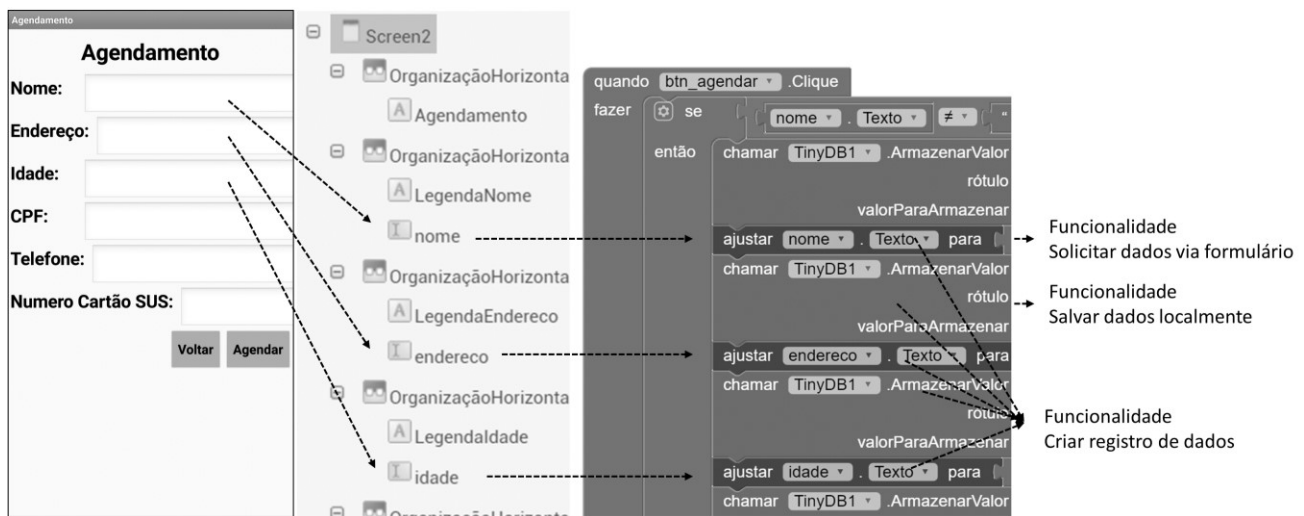 Agendamento
Agendamento
Nome:
Endereço:
Idade:
CPF:
Telefone:
Numero Cartão SUS:
Voltar Agendar
Screen2
OrganizaçãoHorizonta
Agendamento
OrganizaçãoHorizonta
LegendaNome
nome
OrganizaçãoHorizonta
LegendaEndereco
endereco
OrganizaçãoHorizonta
LegendaIdade
idade
quando btn_agendar .Clique
fazer se nome . Texto ≠ “
então chamar TinyDB1 .ArmazenarValor
rótulo
valorParaArmazenar
ajustar nome . Texto para
chamar TinyDB1 .ArmazenarValor
rótulo
valorParaArmazenar
ajustar endereco . Texto para
chamar TinyDB1 .ArmazenarValor
rótulo
valorParaArmazenar
ajustar idade . Texto para
chamar TinyDB1 .ArmazenarValor
Funcionalidade
Solicitar dados via formulário
Funcionalidade
Salvar dados localmente
Funcionalidade
Criar registro de dados